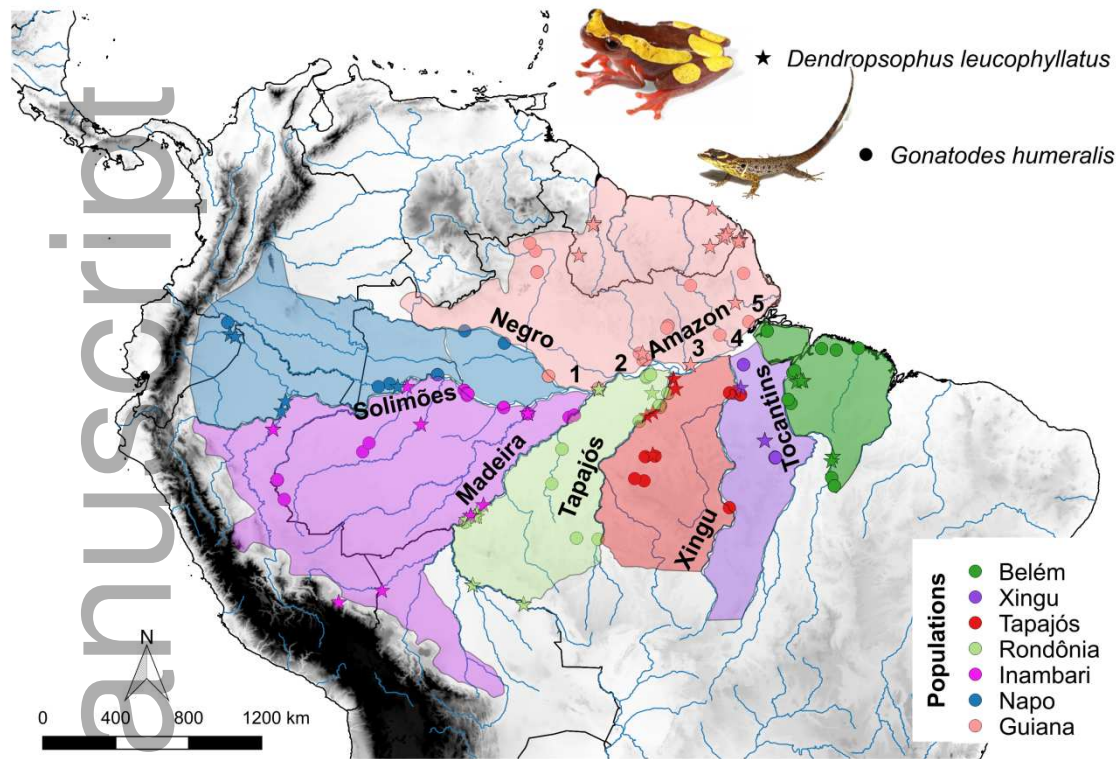 anuscript
★ Dendropsophus leucophyllatus
● Gonatodes humeralis
Negro
Amazon
1
2
3
4
5
Solimões
Madeira
Tapajós
Xingu
Tocantins
N
0 400 800 1200 km
Populations
Belém
Xingu
Tapajós
Rondônia
Inambari
Napo
Guiana